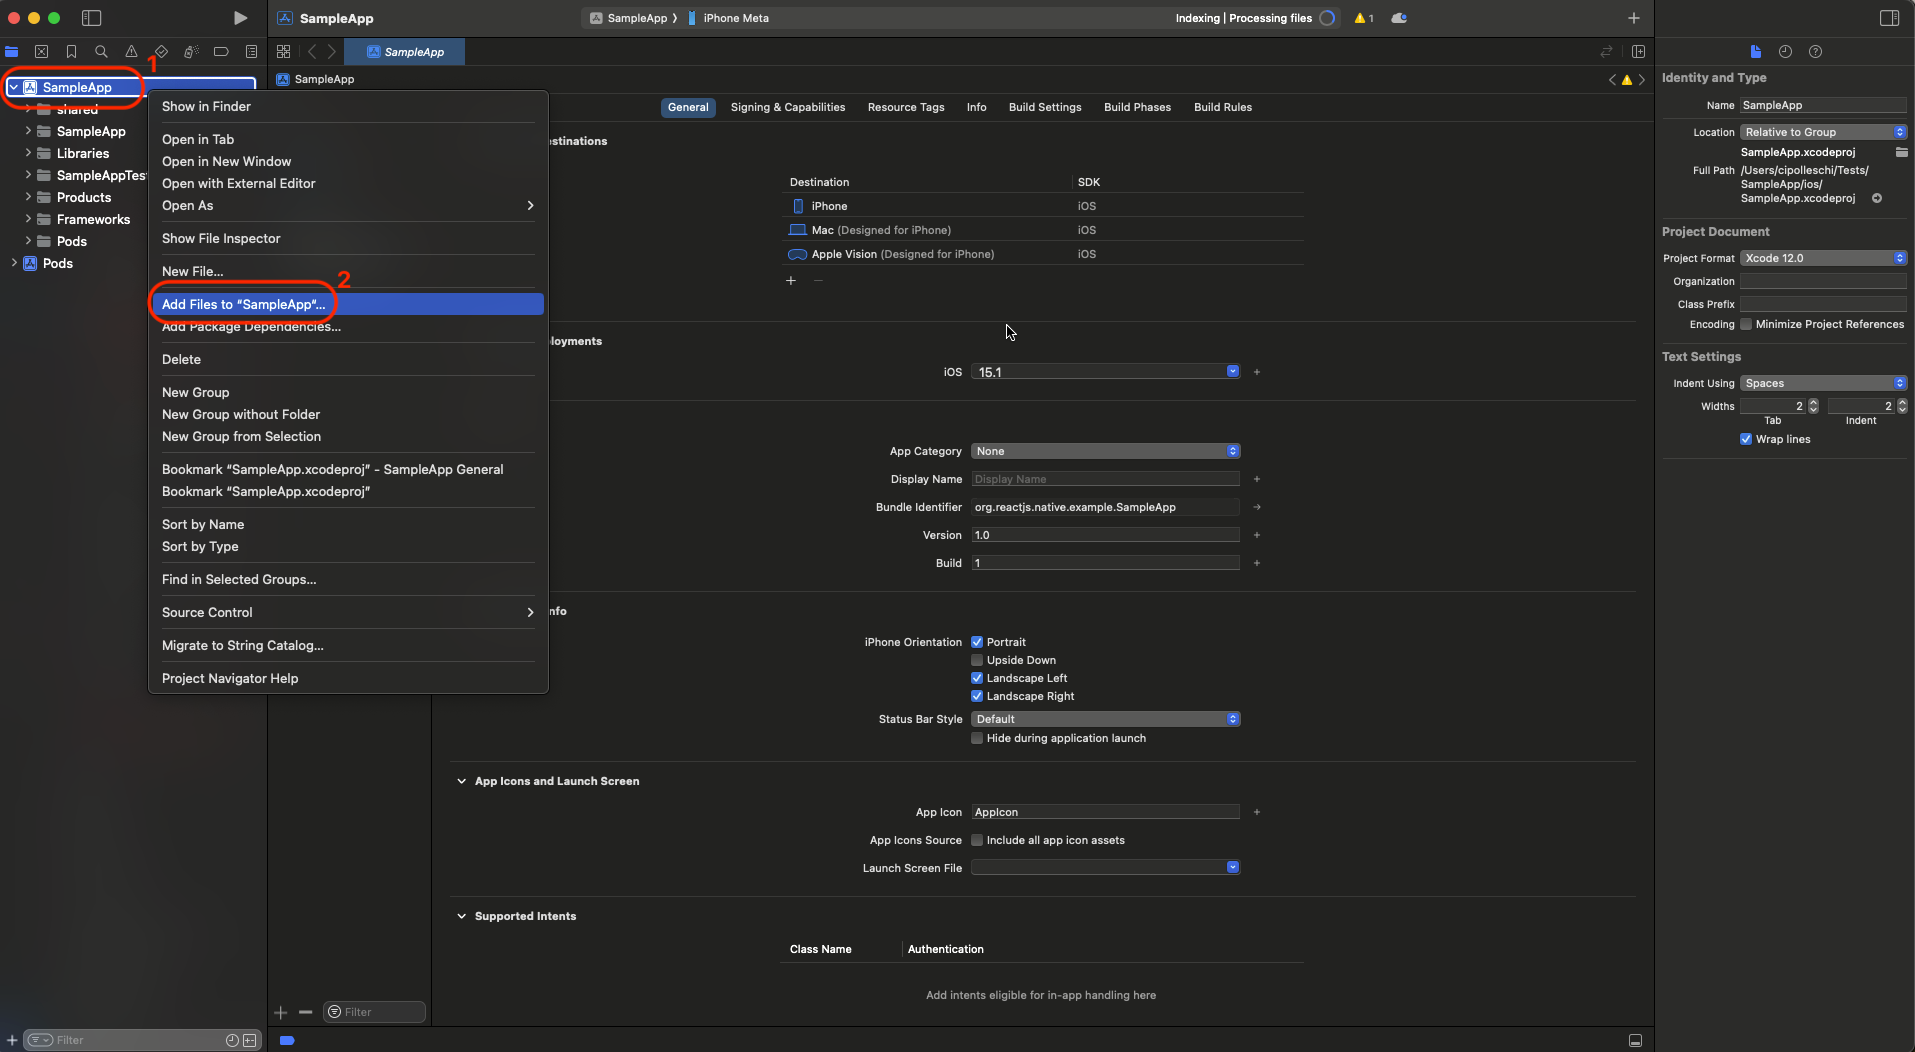 SampleApp
SampleApp ⟩ iPhone Meta
Indexing | Processing files
1
SampleApp
1
SampleApp
shared
SampleApp
Libraries
SampleAppTes
Products
Frameworks
Pods
Pods
Filter
Show in Finder
Open in Tab
Open in New Window
Open with External Editor
Open As
Show File Inspector
New File...
2
Add Files to “SampleApp”...
Add Package Dependencies...
Delete
New Group
New Group without Folder
New Group from Selection
Bookmark “SampleApp.xcodeproj” - SampleApp General
Bookmark “SampleApp.xcodeproj”
Sort by Name
Sort by Type
Find in Selected Groups...
Source Control
Migrate to String Catalog...
Project Navigator Help
Filter
SampleApp
General Signing & Capabilities Resource Tags Info Build Settings Build Phases Build Rules
stinations
Destination SDK
iPhone iOS
Mac (Designed for iPhone) iOS
Apple Vision (Designed for iPhone) iOS
loyments
iOS 15.1
App Category None
Display Name Display Name
Bundle Identifier org.reactjs.native.example.SampleApp
Version 1.0
Build 1
nfo
iPhone Orientation Portrait
Upside Down
Landscape Left
Landscape Right
Status Bar Style Default
Hide during application launch
App Icons and Launch Screen
App Icon AppIcon
App Icons Source Include all app icon assets
Launch Screen File
Supported Intents
Class Name Authentication
Add intents eligible for in-app handling here
Identity and Type
Name SampleApp
Location Relative to Group
SampleApp.xcodeproj
Full Path /Users/cipolleschi/Tests/
SampleApp/ios/
SampleApp.xcodeproj
Project Document
Project Format Xcode 12.0
Organization
Class Prefix
Encoding Minimize Project References
Text Settings
Indent Using Spaces
Widths 2 2
Tab Indent
Wrap lines